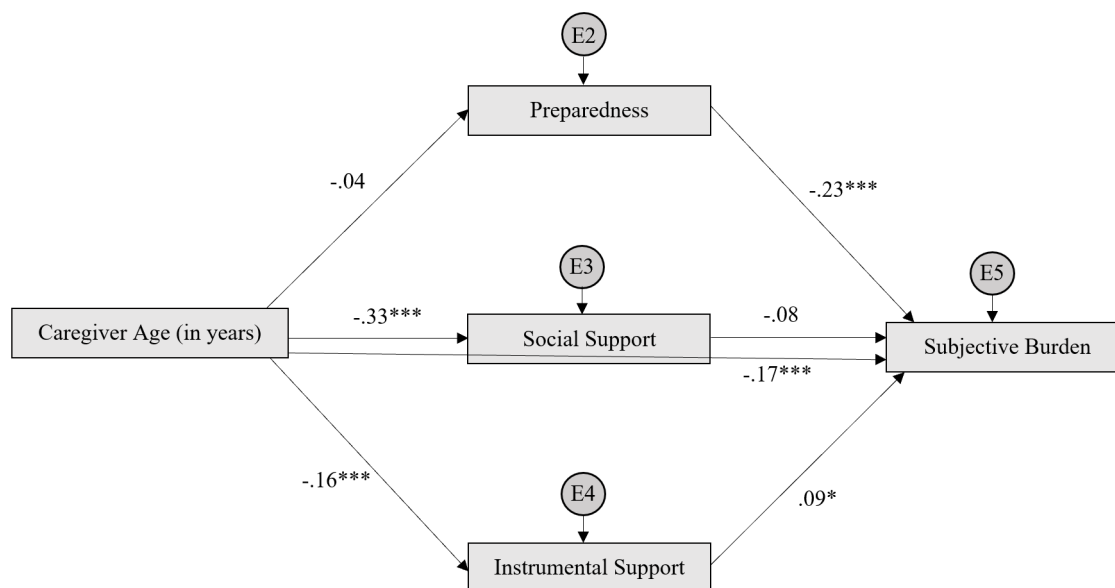 E2
Preparedness
-.04
-.23***
E3
E5
Caregiver Age (in years)
-.33***
Social Support
-.08
Subjective Burden
-.17***
-.16***
E4
.09*
Instrumental Support